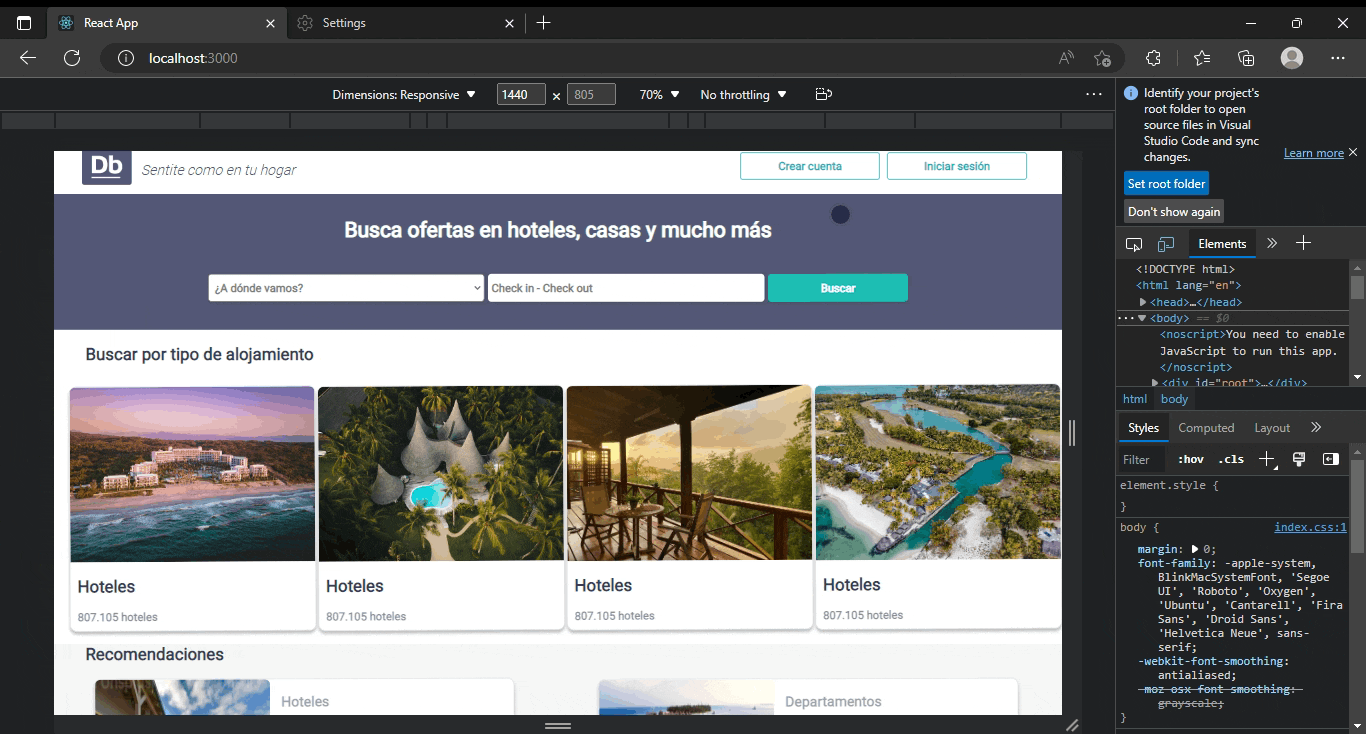 React App
Settings
localhost:3000
Dimensions: Responsive
1440
×
805
70%
No throttling
Identify your project's
root folder to open
source files in Visual
Studio Code and sync
changes.
Learn more
Set root folder
Don't show again
Db
Sentite como en tu hogar
Crear cuenta
Iniciar sesión
Busca ofertas en hoteles, casas y mucho más
¿A dónde vamos?
Check in - Check out
Buscar
Buscar por tipo de alojamiento
Hoteles
807.105 hoteles
Hoteles
807.105 hoteles
Hoteles
807.105 hoteles
Hoteles
807.105 hoteles
Recomendaciones
Hoteles
Departamentos
Elements
<!DOCTYPE html>
<html lang="en">
<head>…</head>
<body> == $0
<noscript>You need to enable
JavaScript to run this app.
</noscript>
<div id="root">…</div>
html
body
Styles
Computed
Layout
Filter
:hov
.cls
element.style {
}
body {
index.css:1
margin: 0;
font-family: -apple-system,
BlinkMacSystemFont, 'Segoe
UI', 'Roboto', 'Oxygen',
'Ubuntu', 'Cantarell', 'Fira
Sans', 'Droid Sans',
'Helvetica Neue', sans-
serif;
-webkit-font-smoothing:
antialiased;
-moz-osx-font-smoothing:
grayscale;
}